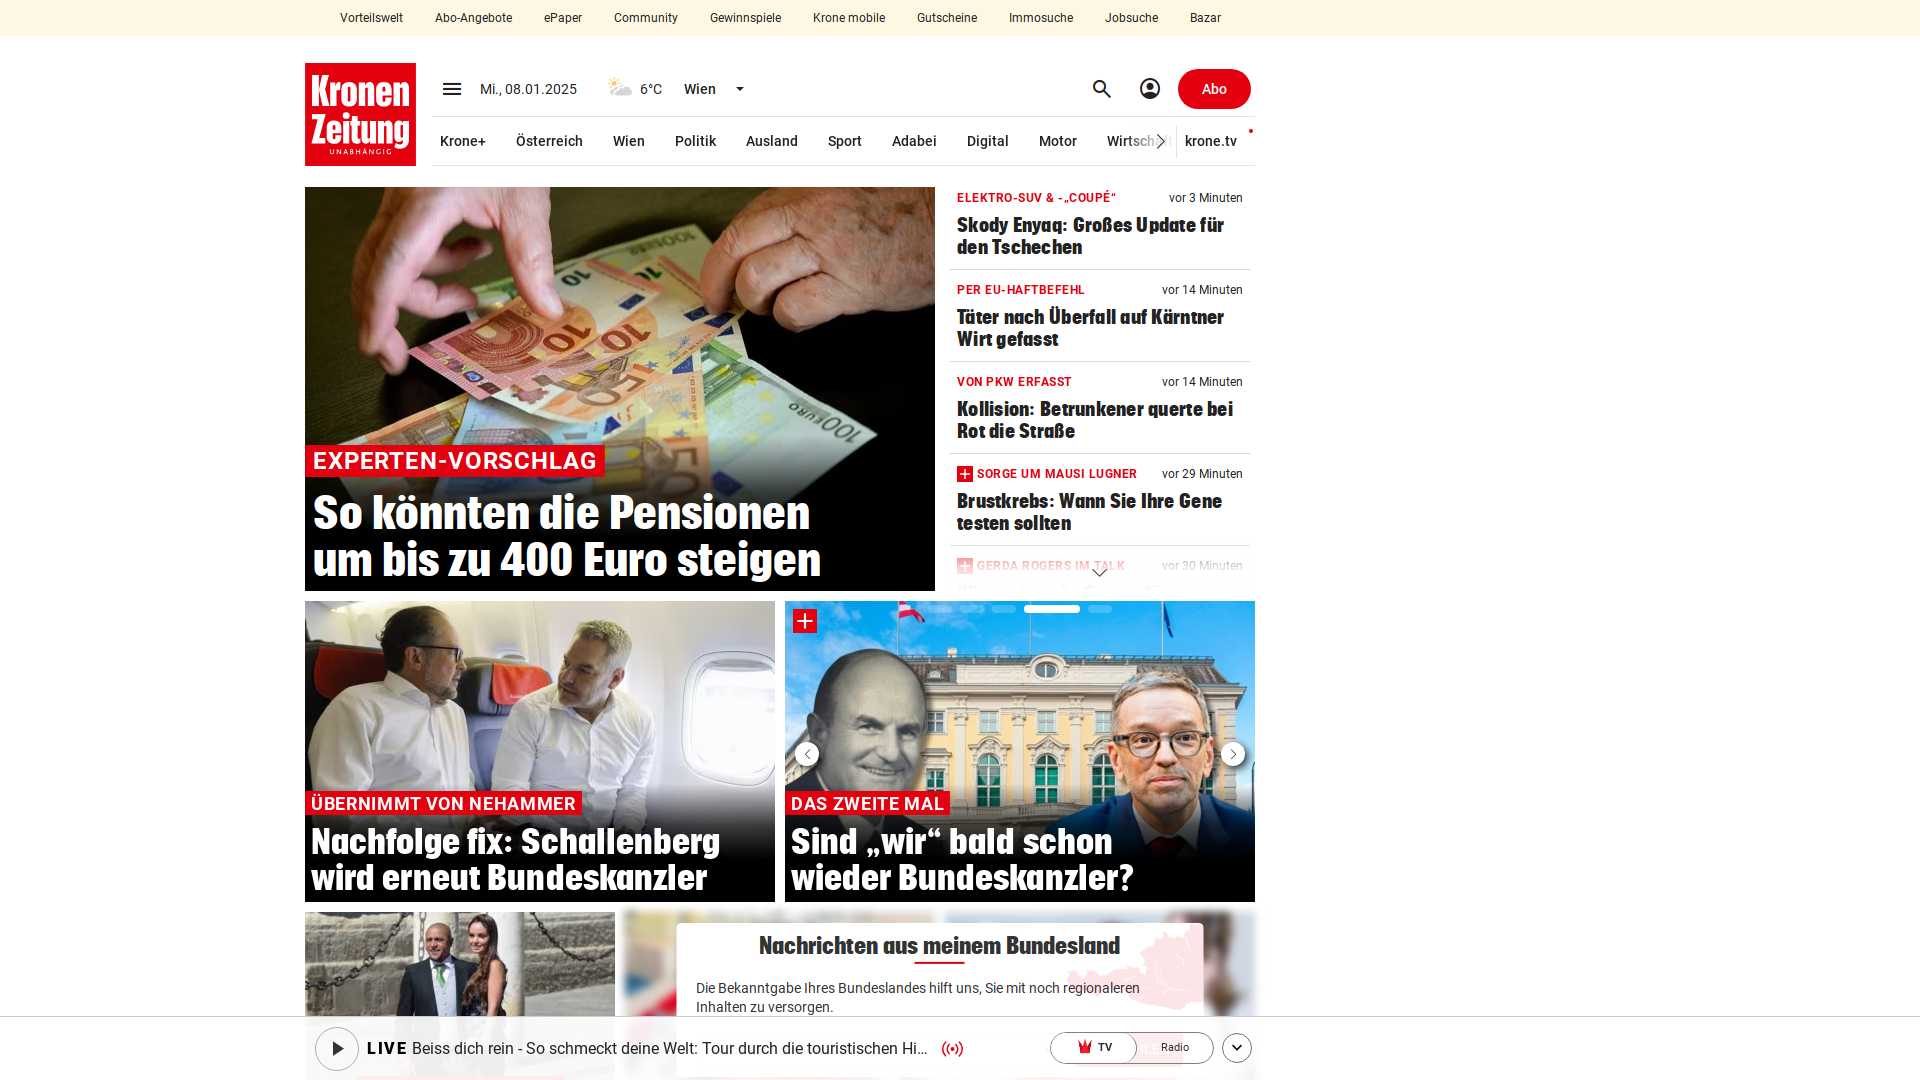 Vorteilswelt Abo-Angebote ePaper Community Gewinnspiele Krone mobile Gutscheine Immosuche Jobsuche Bazar
Kronen
Zeitung
UNABHÄNGIG
Mi., 08.01.2025 6°C Wien Abo
Krone+ Österreich Wien Politik Ausland Sport Adabei Digital Motor Wirtschaft krone.tv
EXPERTEN-VORSCHLAG
So könnten die Pensionen
um bis zu 400 Euro steigen
ELEKTRO-SUV & -„COUPÉ“ vor 3 Minuten
Skody Enyaq: Großes Update für
den Tschechen
PER EU-HAFTBEFEHL vor 14 Minuten
Täter nach Überfall auf Kärntner
Wirt gefasst
VON PKW ERFASST vor 14 Minuten
Kollision: Betrunkener querte bei
Rot die Straße
SORGE UM MAUSI LUGNER vor 29 Minuten
Brustkrebs: Wann Sie Ihre Gene
testen sollten
GERDA ROGERS IM TALK vor 30 Minuten
ÜBERNIMMT VON NEHAMMER
Nachfolge fix: Schallenberg
wird erneut Bundeskanzler
DAS ZWEITE MAL
Sind „wir“ bald schon
wieder Bundeskanzler?
Nachrichten aus meinem Bundesland
Die Bekanntgabe Ihres Bundeslandes hilft uns, Sie mit noch regionaleren
Inhalten zu versorgen.
LIVE Beiss dich rein - So schmeckt deine Welt: Tour durch die touristischen Hi... TV Radio